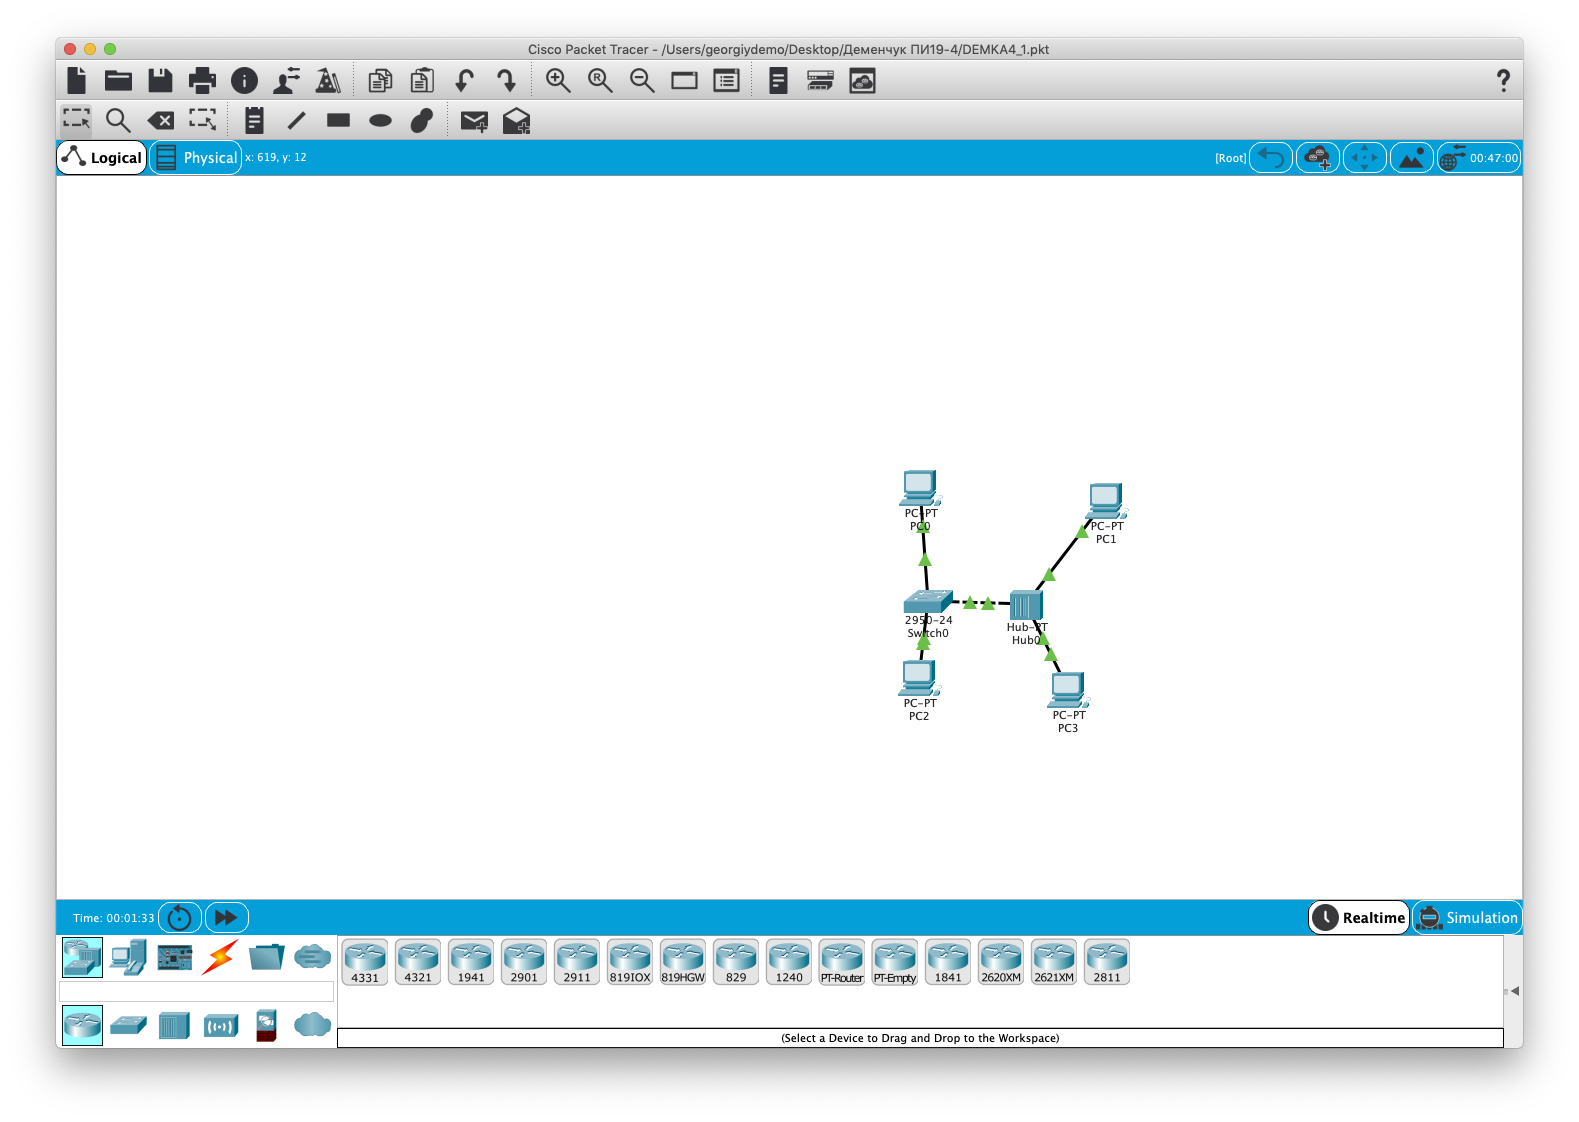 Cisco Packet Tracer - /Users/georgiydemo/Desktop/Деменчук ПИ19-4/DEMKA4_1.pkt
Logical
Physical
x: 619, y: 12
[Root]
00:47:00
PC-PT
PC0
PC-PT
PC1
2950-24
Switch0
Hub-PT
Hub0
PC-PT
PC2
PC-PT
PC3
Time: 00:01:33
Realtime
Simulation
4331
4321
1941
2901
2911
819IOX
819HGW
829
1240
PT-Router
PT-Empty
1841
2620XM
2621XM
2811
(Select a Device to Drag and Drop to the Workspace)